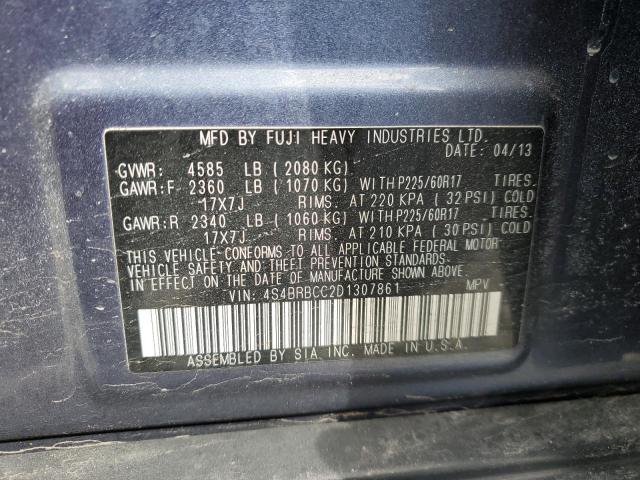 MFD BY FUJI HEAVY INDUSTRIES LTD.
DATE: 04/13
GVWR: 4585 LB (2080 KG)
GAWR:F 2360 LB (1070 KG) WITH P225/60R17 TIRES.
17X7J RIMS. AT 220 KPA (32 PSI) COLD
GAWR:R 2340 LB (1060 KG) WITH P225/60R17 TIRES.
17X7J RIMS. AT 210 KPA (30 PSI) COLD
THIS VEHICLE CONFORMS TO ALL APPLICABLE FEDERAL MOTOR
VEHICLE SAFETY AND THEFT PREVENTION STANDARDS
IN EFFECT ON THE DATE OF MANUFACTURE SHOWN ABOVE.
VIN: 4S4BRBCC2D1307861 MPV
ASSEMBLED BY SIA INC. MADE IN U.S.A.